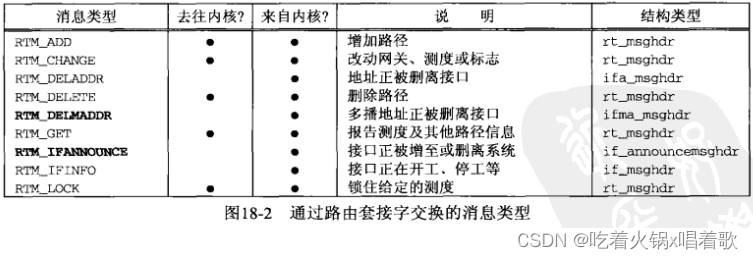 消息类型 去往内核? 来自内核? 说 明 结构类型
RTM_ADD ● ● 增加路径 rt_msghdr
RTM_CHANGE ● ● 改动网关、测度或标志 rt_msghdr
RTM_DELADDR ● 地址正被删离接口 ifa_msghdr
RTM_DELETE ● ● 删除路径 rt_msghdr
RTM_DELMADDR ● 多播地址正被删离接口 ifma_msghdr
RTM_GET ● ● 报告测度及其他路径信息 rt_msghdr
RTM_IFANNOUNCE ● 接口正被增至或删离系统 if_announcemsghdr
RTM_IFINFO ● 接口正在开工、停工等 if_msghdr
RTM_LOCK ● ● 锁住给定的测度 rt_msghdr
图18-2 通过路由套接字交换的消息类型
CSDN @吃着火锅x唱着歌